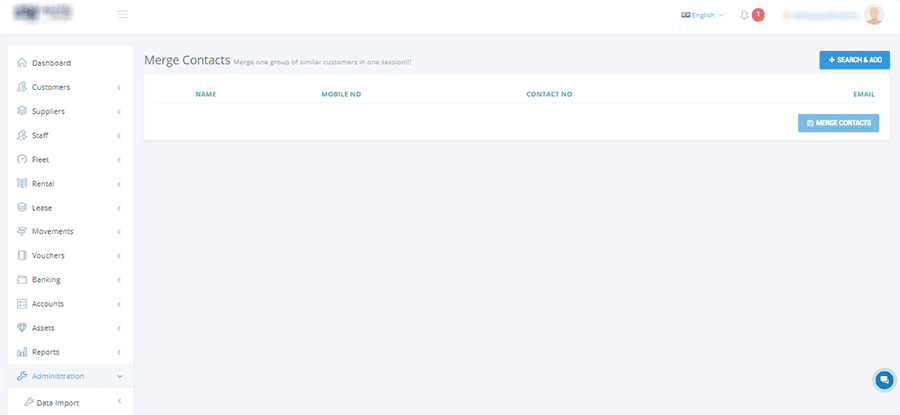 English
1
Dashboard
Customers
Suppliers
Staff
Fleet
Rental
Lease
Movements
Vouchers
Banking
Accounts
Assets
Reports
Administration
Data Import
Merge Contacts Merge one group of similar customers in one session!!!
SEARCH & ADD
NAME MOBILE NO CONTACT NO EMAIL
MERGE CONTACTS